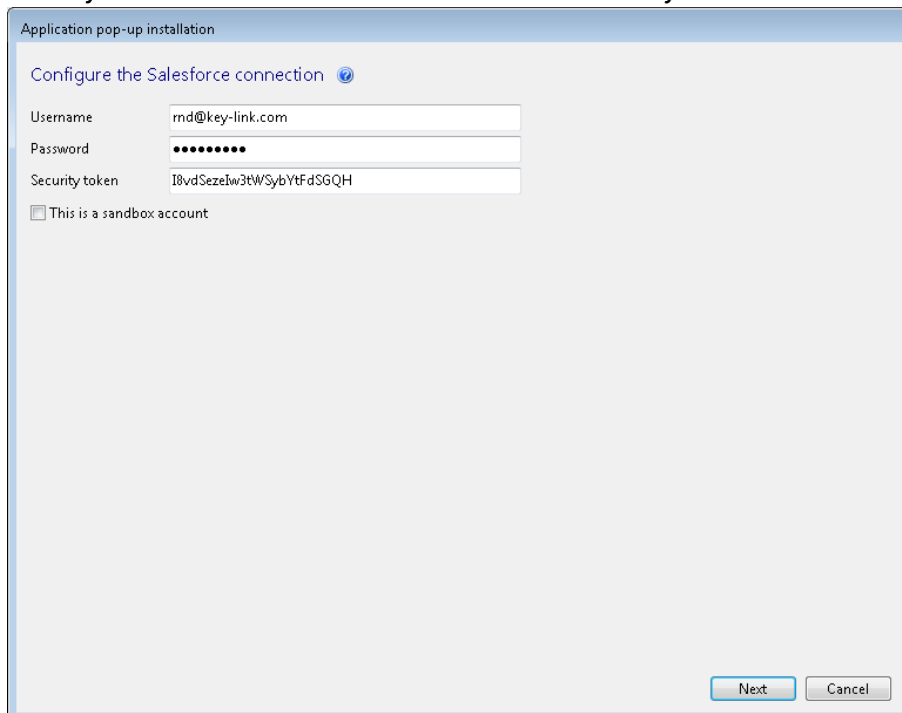 Application pop-up installation
Configure the Salesforce connection
Username rnd@key-link.com
Password •••••••••
Security token I8vdSezeIw3tWSybYtFdSGQH
This is a sandbox account
Next Cancel